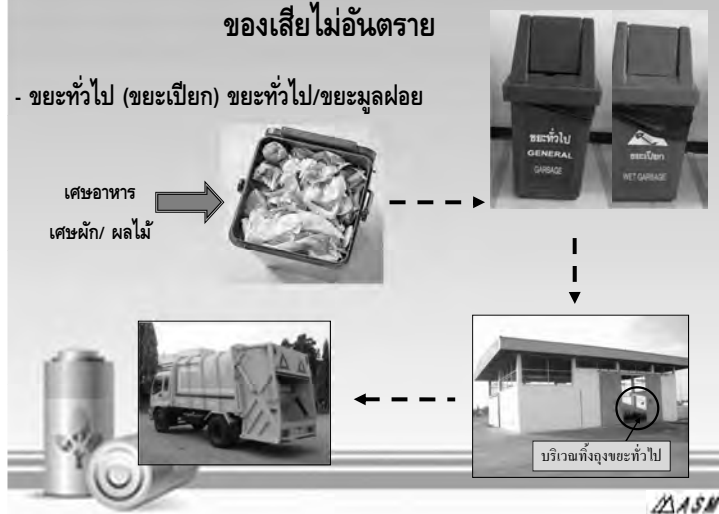 ของเสียไม่อันตราย
- ขยะทั่วไป (ขยะเปียก) ขยะทั่วไป/ขยะมูลฝอย
เศษอาหาร
เศษผัก/ ผลไม้
ขยะทั่วไป
GENERAL
GARBAGE
ขยะเปียก
WET GARBAGE
บริเวณทิ้งถุงขยะทั่วไป
ASM